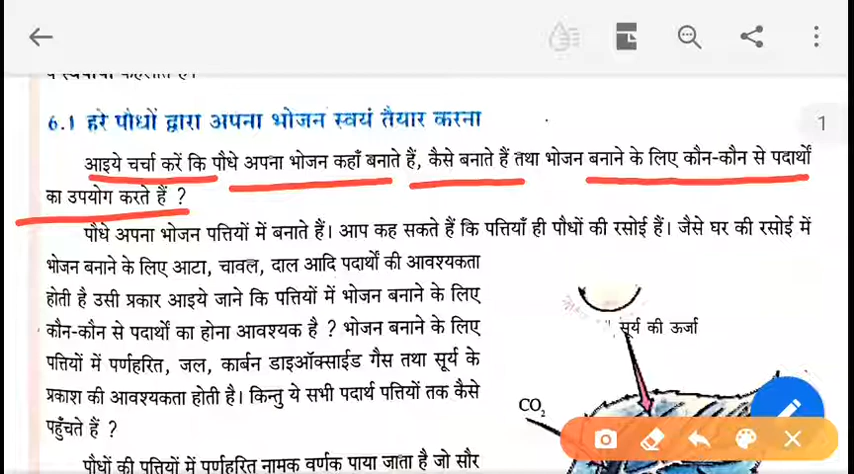 1
6.1 हरे पौधों द्वारा अपना भोजन स्वयं तैयार करना
आइये चर्चा करें कि पौधे अपना भोजन कहाँ बनाते हैं, कैसे बनाते हैं तथा भोजन बनाने के लिए कौन-कौन से पदार्थों
का उपयोग करते हैं ?
पौधे अपना भोजन पत्तियों में बनाते हैं। आप कह सकते हैं कि पत्तियाँ ही पौधों की रसोई हैं। जैसे घर की रसोई में
भोजन बनाने के लिए आटा, चावल, दाल आदि पदार्थों की आवश्यकता
होती है उसी प्रकार आइये जाने कि पत्तियों में भोजन बनाने के लिए
कौन-कौन से पदार्थों का होना आवश्यक है ? भोजन बनाने के लिए
पत्तियों में पर्णहरित, जल, कार्बन डाइऑक्साईड गैस तथा सूर्य के
प्रकाश की आवश्यकता होती है। किन्तु ये सभी पदार्थ पत्तियों तक कैसे
पहुँचते हैं ?
पौधों की पत्तियों में पर्णहरित नामक वर्णक पाया जाता है जो सौर
सूर्य की ऊर्जा
CO₂